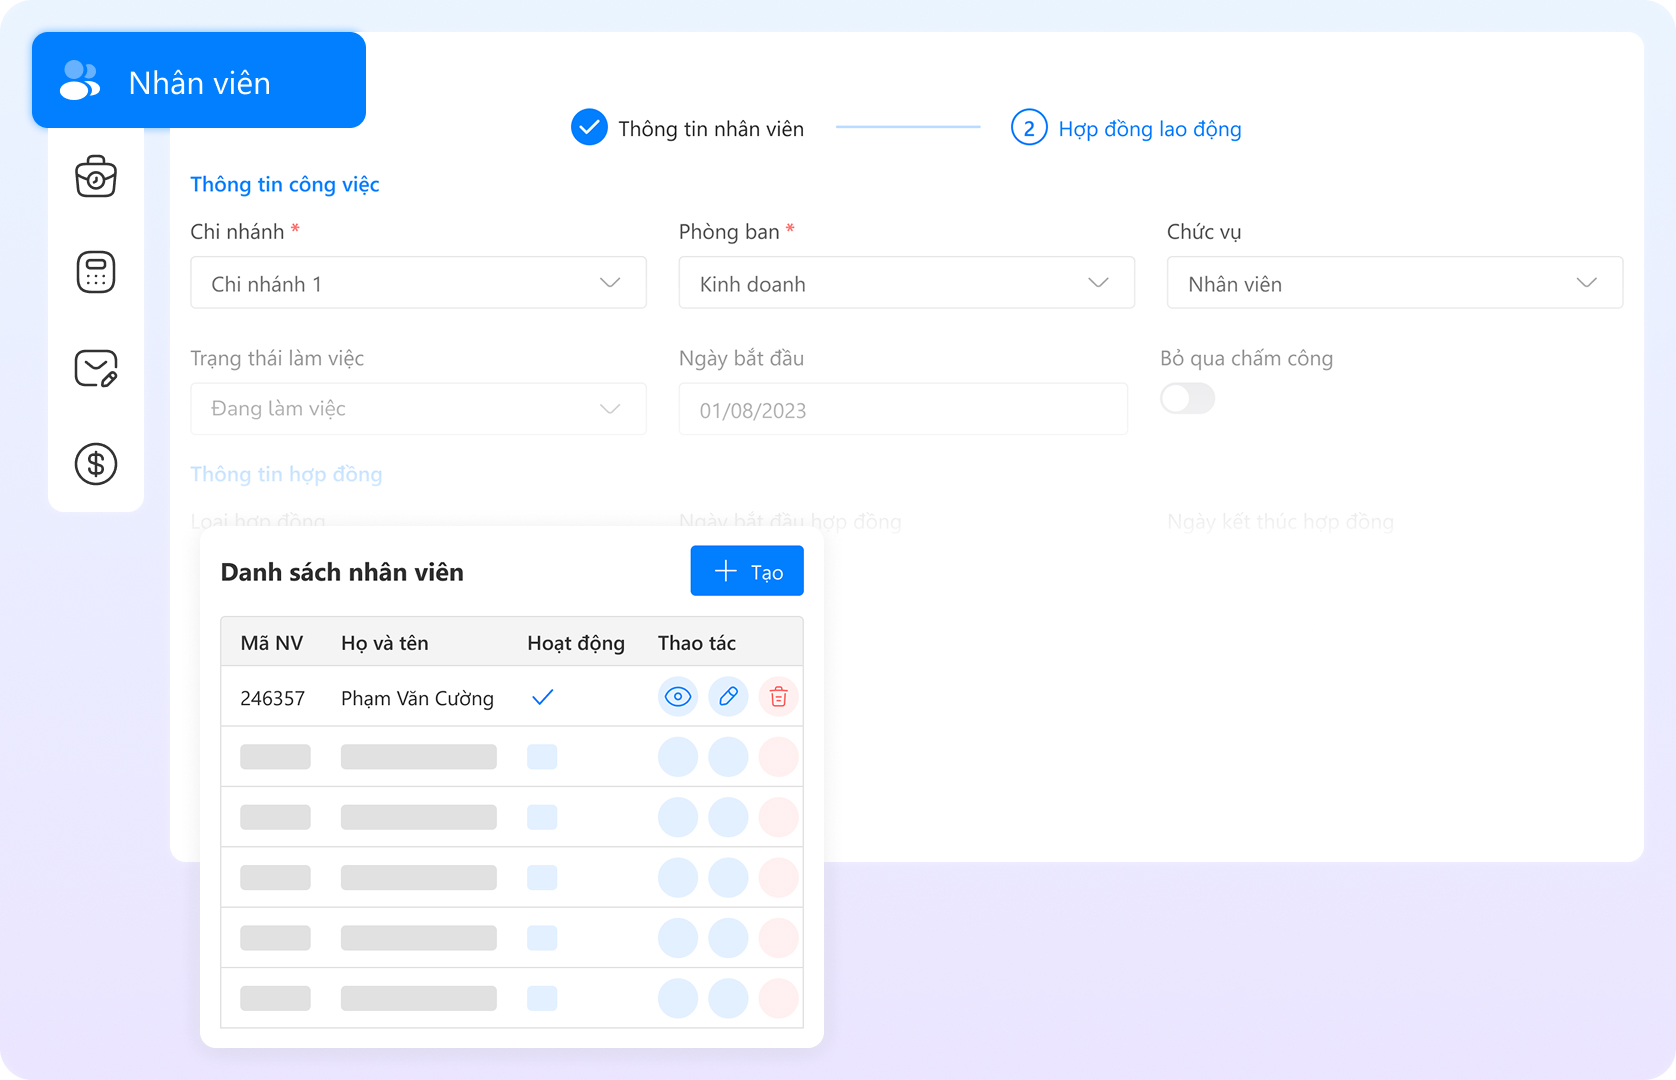 Nhân viên
Thông tin nhân viên
2 Hợp đồng lao động
Thông tin công việc
Chi nhánh * Phòng ban * Chức vụ
Chi nhánh 1 Kinh doanh Nhân viên
Trạng thái làm việc Ngày bắt đầu Bỏ qua chấm công
Đang làm việc 01/08/2023
Thông tin hợp đồng
Loại hợp đồng Ngày bắt đầu hợp đồng Ngày kết thúc hợp đồng
Danh sách nhân viên Tạo
Mã NV Họ và tên Hoạt động Thao tác
246357 Phạm Văn Cường